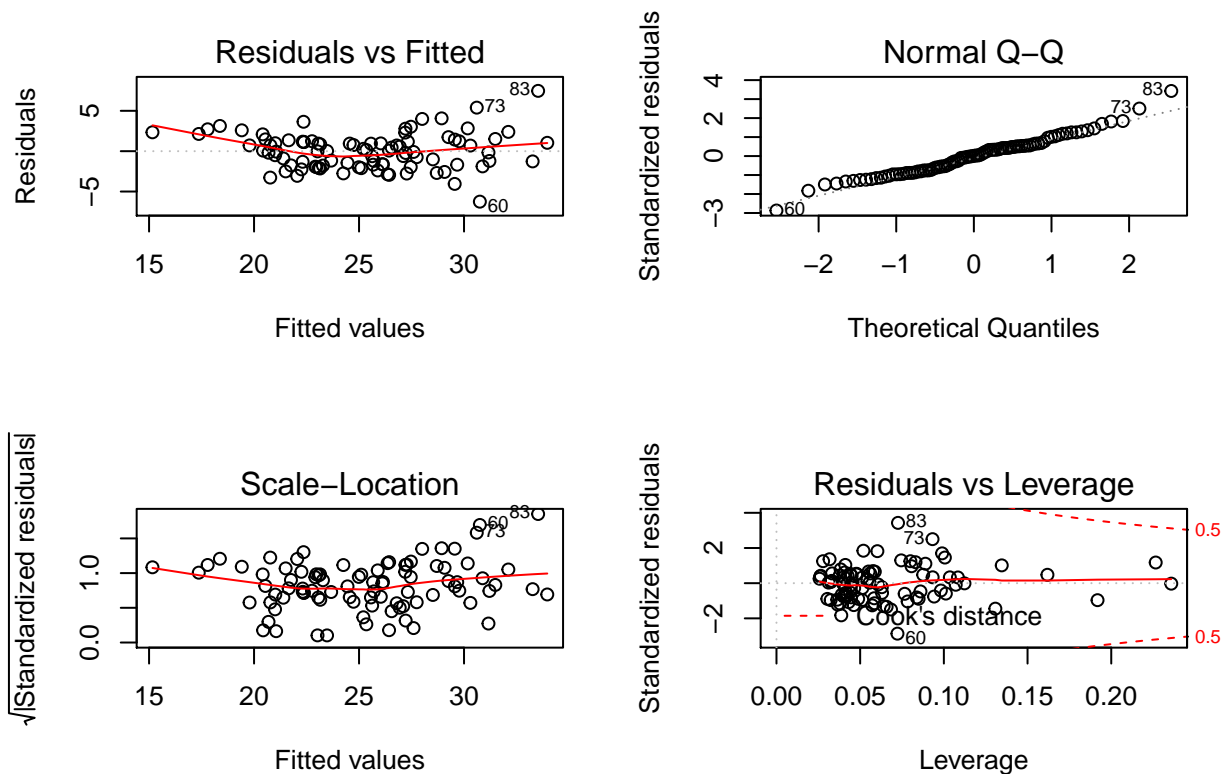 Residuals vs Fitted
Residuals
5
−5
83
73
60
15 20 25 30
Fitted values
Normal Q−Q
Standardized residuals
4
2
0
−3
83
73
60
−2 −1 0 1 2
Theoretical Quantiles
Scale−Location
√|Standardized residuals|
1.0
0.0
83
60
73
15 20 25 30
Fitted values
Residuals vs Leverage
Standardized residuals
2
0
−2
83
73
60
Cook's distance
0.5
0.5
0.00 0.05 0.10 0.15 0.20
Leverage